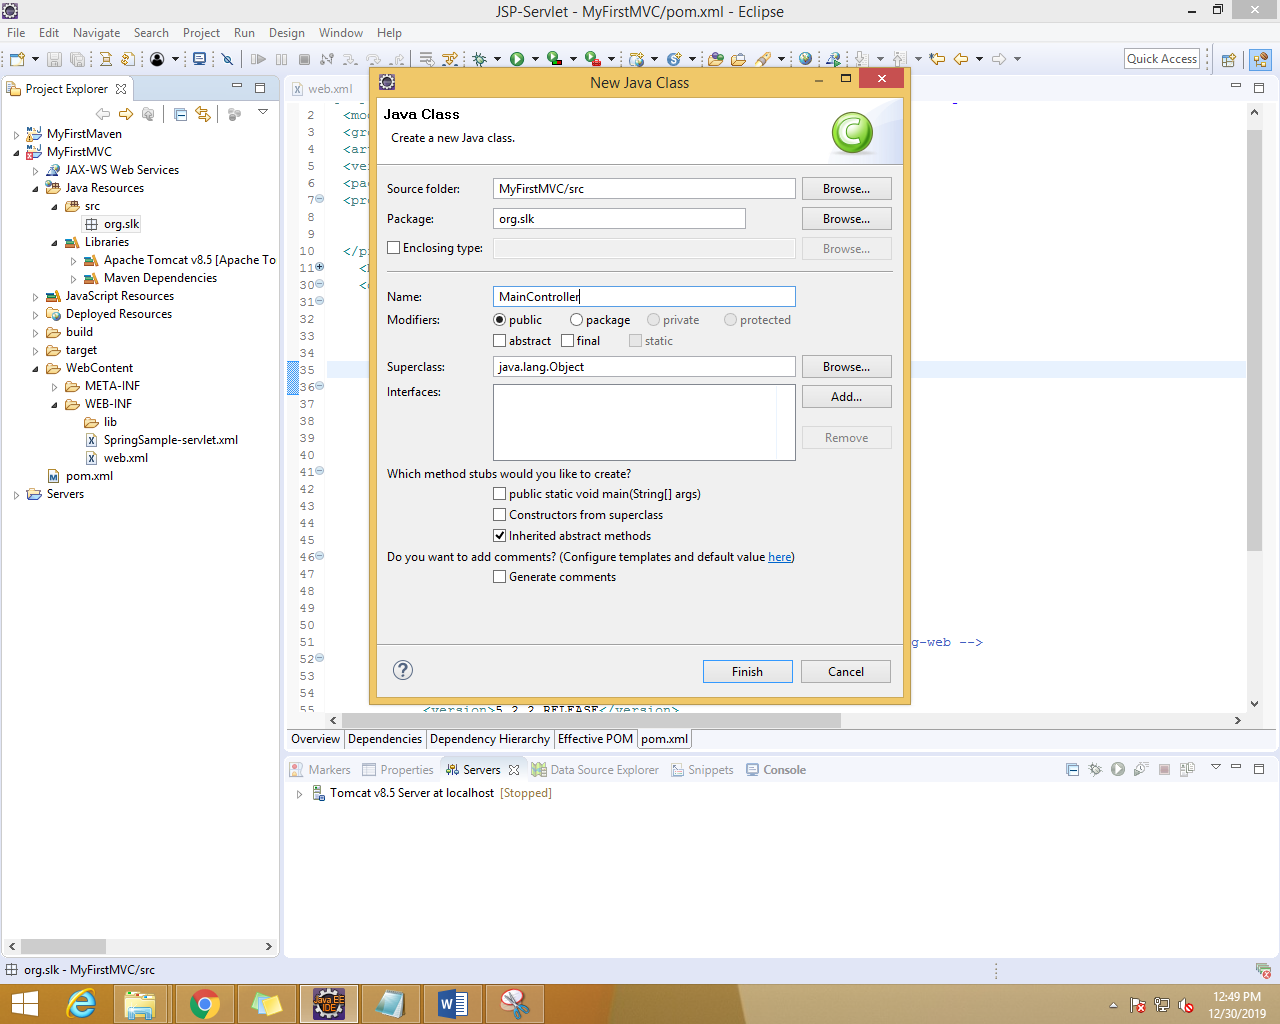 JSP-Servlet - MyFirstMVC/pom.xml - Eclipse
File Edit Navigate Search Project Run Design Window Help
Quick Access
Project Explorer
MyFirstMaven
MyFirstMVC
JAX-WS Web Services
Java Resources
src
org.slk
Libraries
Apache Tomcat v8.5 [Apache To
Maven Dependencies
JavaScript Resources
Deployed Resources
build
target
WebContent
META-INF
WEB-INF
lib
SpringSample-servlet.xml
web.xml
pom.xml
Servers
web.xml
2 <mod
3 <gro
4 <art
5 <ver
6 <pac
7 <pro
8
9
10 </p
11
30
31
32
33
34
35
36
37
38
39
40
41
42
43
44
45
46
47
48
49
50
51 g-web -->
52
53
54
55 <version>5.2.2.RELEASE</version>
New Java Class
Java Class
Create a new Java class.
Source folder: MyFirstMVC/src Browse...
Package: org.slk Browse...
Enclosing type: Browse...
Name: MainController
Modifiers: public package private protected
abstract final static
Superclass: java.lang.Object Browse...
Interfaces: Add...
Remove
Which method stubs would you like to create?
public static void main(String[] args)
Constructors from superclass
Inherited abstract methods
Do you want to add comments? (Configure templates and default value here)
Generate comments
Finish Cancel
Overview Dependencies Dependency Hierarchy Effective POM pom.xml
Markers Properties Servers Data Source Explorer Snippets Console
Tomcat v8.5 Server at localhost [Stopped]
org.slk - MyFirstMVC/src
Java EE
IDE
12:49 PM
12/30/2019